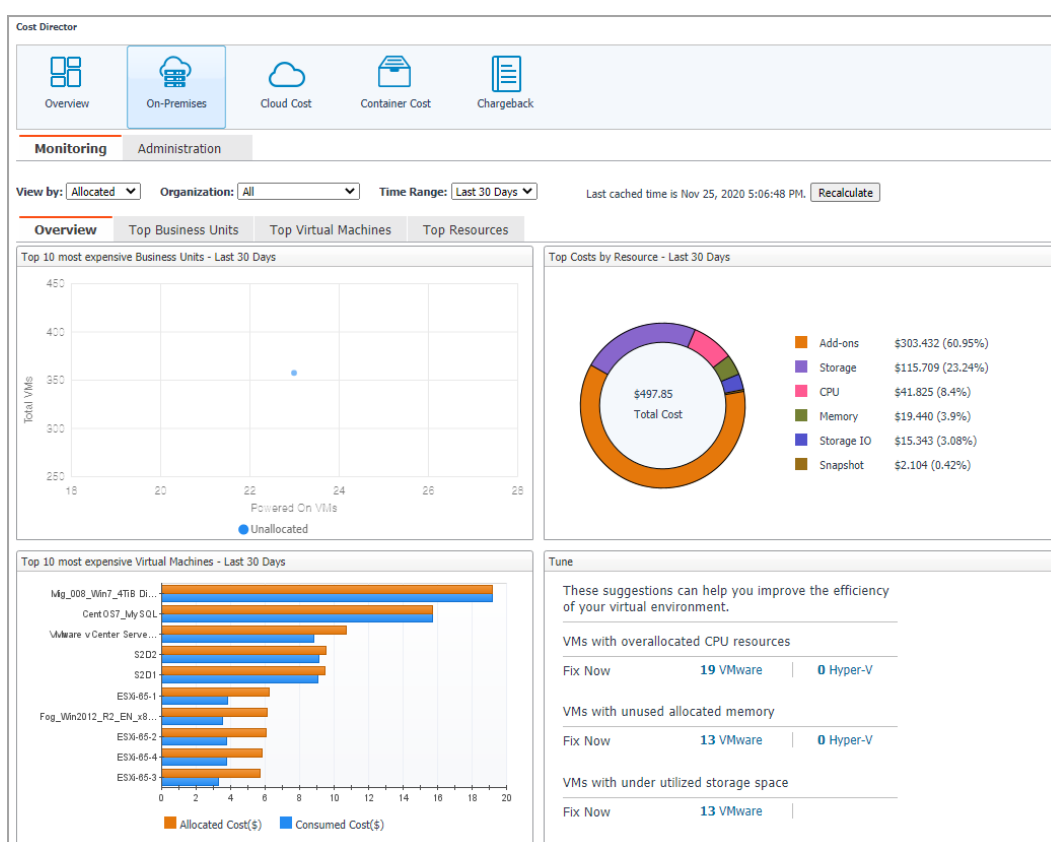 Cost Director
Overview
On-Premises
Cloud Cost
Container Cost
Chargeback
Monitoring
Administration
View by: Allocated Organization: All Time Range: Last 30 Days Last cached time is Nov 25, 2020 5:06:48 PM. Recalculate
Overview
Top Business Units
Top Virtual Machines
Top Resources
Top 10 most expensive Business Units - Last 30 Days
450
400
350
300
250
Total VMs
18 20 22 24 26 28
Powered On VMs
Unallocated
Top Costs by Resource - Last 30 Days
$497.85
Total Cost
Add-ons $303.432 (60.95%)
Storage $115.709 (23.24%)
CPU $41.825 (8.4%)
Memory $19.440 (3.9%)
Storage IO $15.343 (3.08%)
Snapshot $2.104 (0.42%)
Top 10 most expensive Virtual Machines - Last 30 Days
Mig_008_Win7_4TiB Di...
CentOS7_MySQL
VMware vCenter Serve...
S2D2
S2D1
ESXi-65-1
Fog_Win2012_R2_EN_x8...
ESXi-65-2
ESXi-65-4
ESXi-65-3
0 2 4 6 8 10 12 14 16 18 20
Allocated Cost($) Consumed Cost($)
Tune
These suggestions can help you improve the efficiency
of your virtual environment.
VMs with overallocated CPU resources
Fix Now 19 VMware 0 Hyper-V
VMs with unused allocated memory
Fix Now 13 VMware 0 Hyper-V
VMs with under utilized storage space
Fix Now 13 VMware